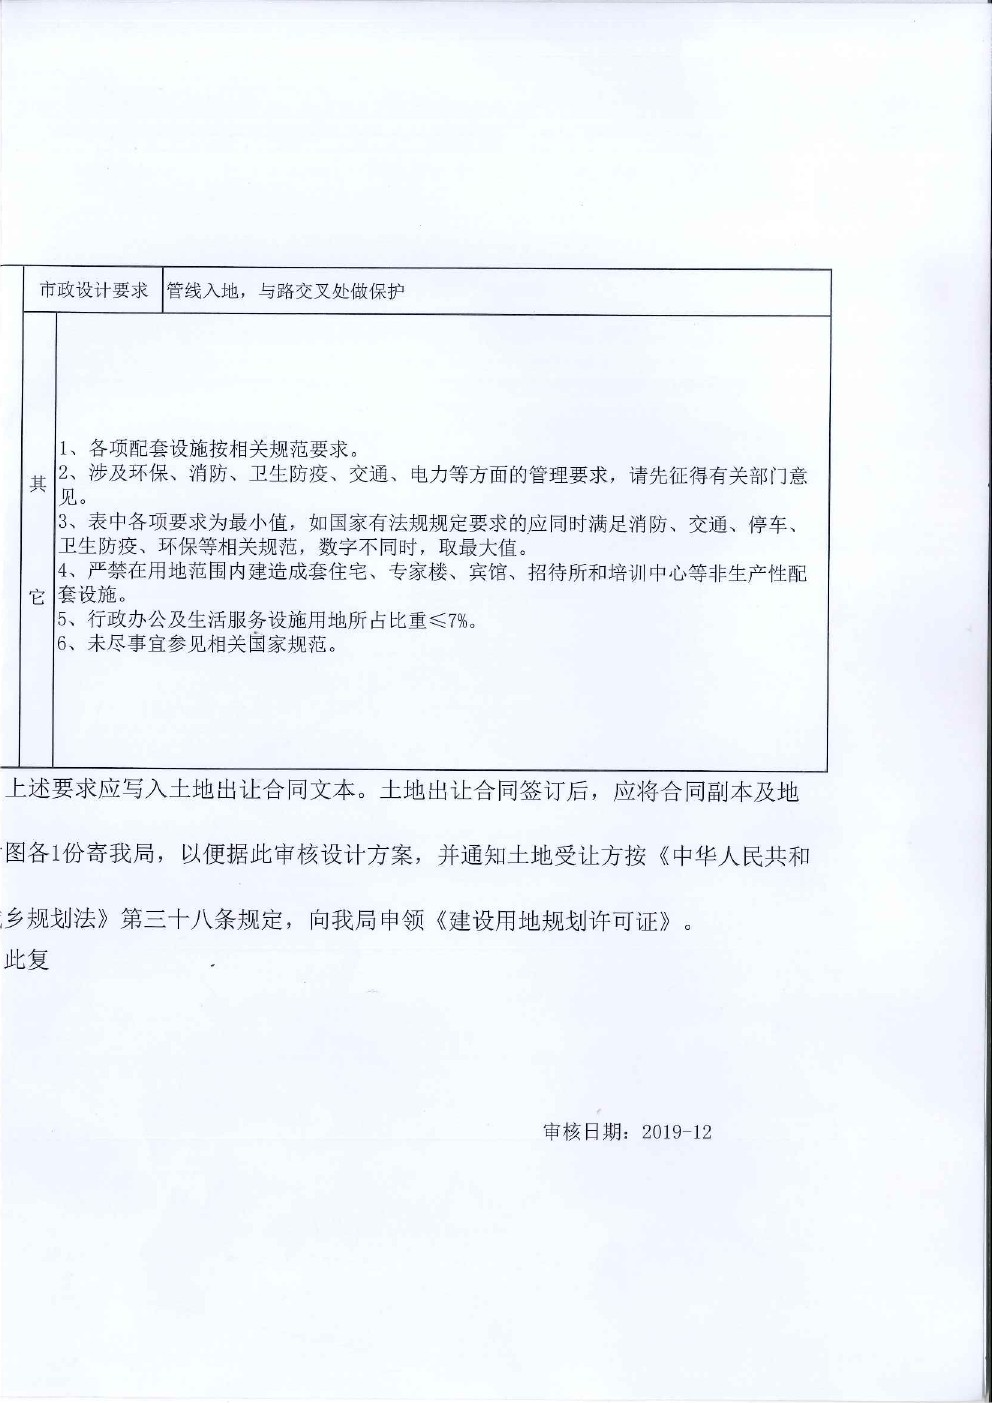 市政设计要求 管线入地，与路交叉处做保护
其它
1、各项配套设施按相关规范要求。
2、涉及环保、消防、卫生防疫、交通、电力等方面的管理要求，请先征得有关部门意
见。
3、表中各项要求为最小值，如国家有法规规定要求的应同时满足消防、交通、停车、
卫生防疫、环保等相关规范，数字不同时，取最大值。
4、严禁在用地范围内建造成套住宅、专家楼、宾馆、招待所和培训中心等非生产性配
套设施。
5、行政办公及生活服务设施用地所占比重≤7%。
6、未尽事宜参见相关国家规范。
上述要求应写入土地出让合同文本。土地出让合同签订后，应将合同副本及地
图各1份寄我局，以便据此审核设计方案，并通知土地受让方按《中华人民共和
乡规划法》第三十八条规定，向我局申领《建设用地规划许可证》。
此复
审核日期：2019-12